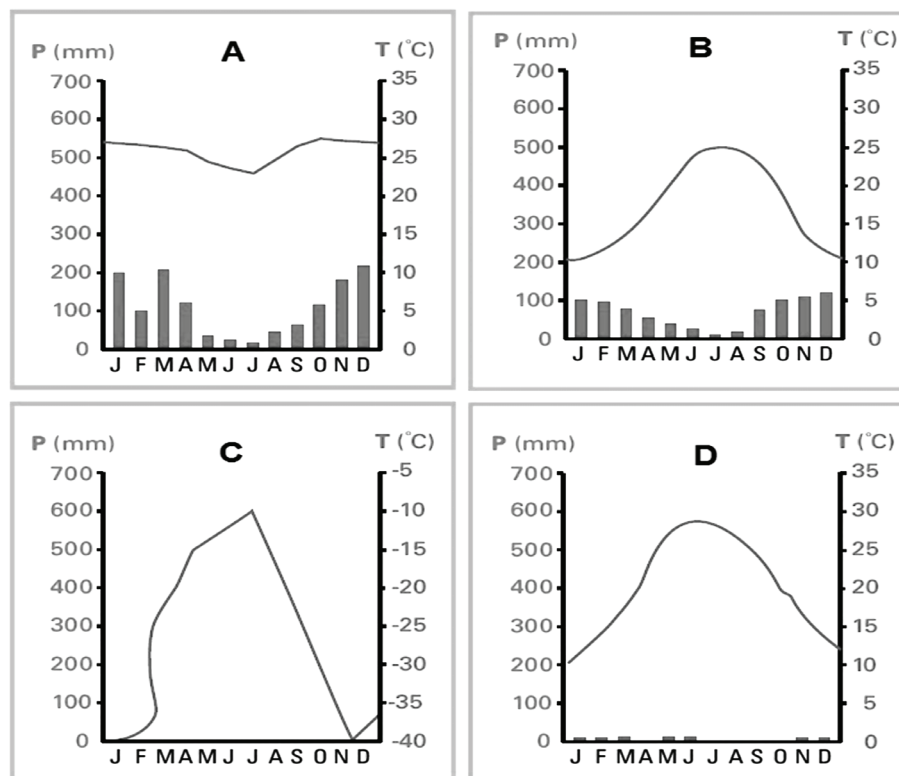 A
P (mm) T (°C)
700 35
600 30
500 25
400 20
300 15
200 10
100 5
0 0
J F M A M J J A S O N D
B
P (mm) T (°C)
700 35
600 30
500 25
400 20
300 15
200 10
100 5
0 0
J F M A M J J A S O N D
C
P (mm) T (°C)
700 -5
600 -10
500 -15
400 -20
300 -25
200 -30
100 -35
0 -40
J F M A M J J A S O N D
D
P (mm) T (°C)
700 35
600 30
500 25
400 20
300 15
200 10
100 5
0 0
J F M A M J J A S O N D